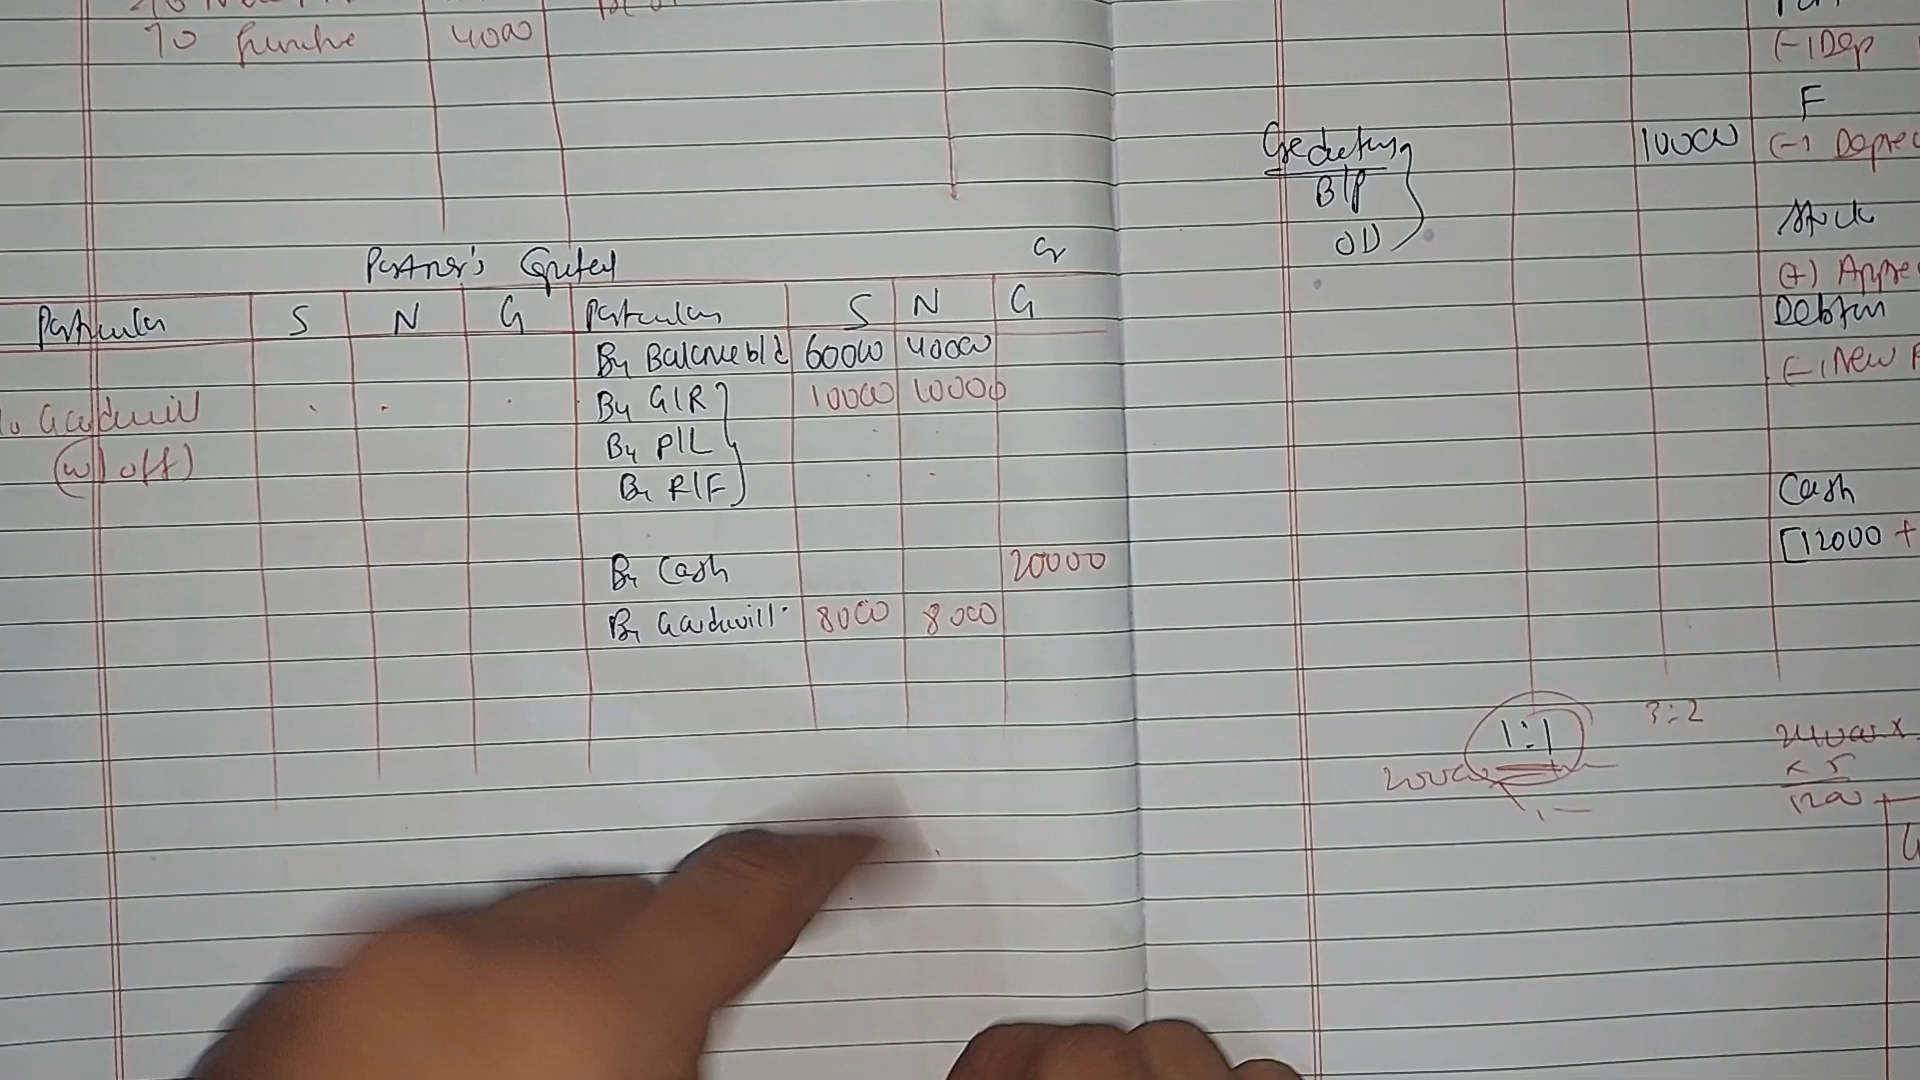 To Furniture 4000
Partner's Capital
Cr
Particular S N G Particulars S N G
By Balance b/d 60000 40000
To Goodwill
(w/off)
By G/R 10000 10000
By P/L
By R/F
By Cash 20000
By Goodwill 8000 8000
Creditors
B/P
OD
10000
(-) Dep
F
(-) Deprec
Stock
(+) Appre
Debtors
(-) New
Cash
[12000 +
1:1
3:2